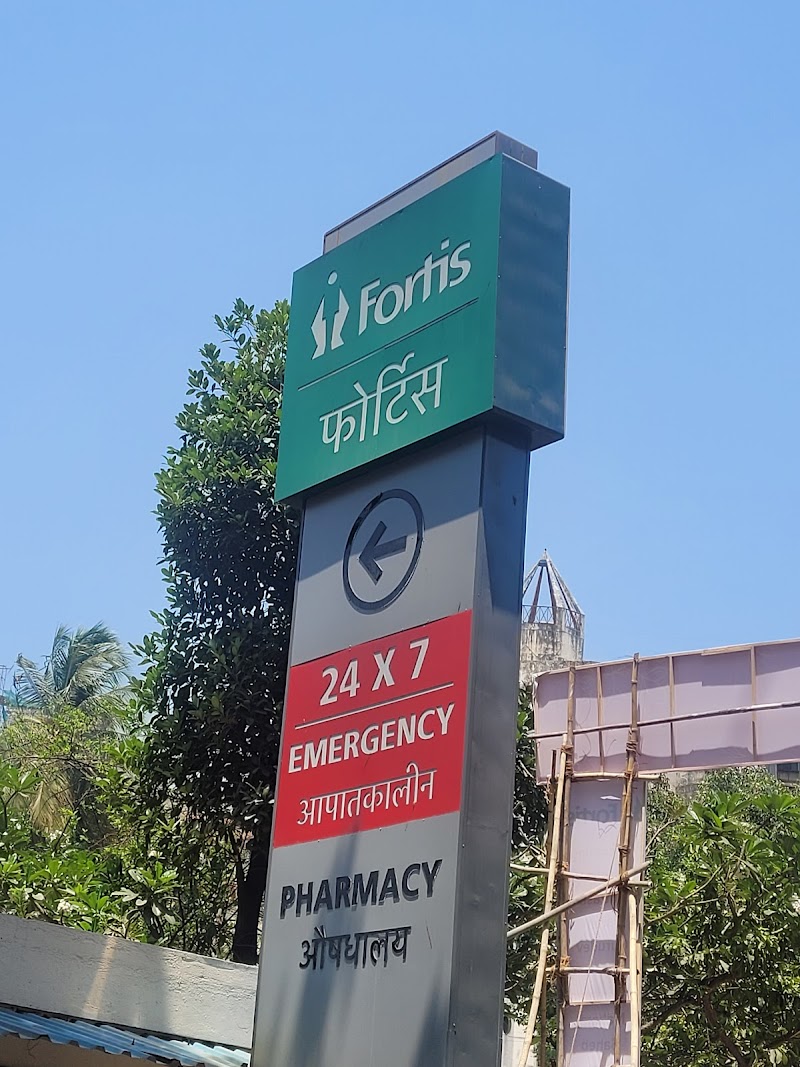 Fortis
फोर्टिस
24 X 7
EMERGENCY
आपातकालीन
PHARMACY
औषधालय